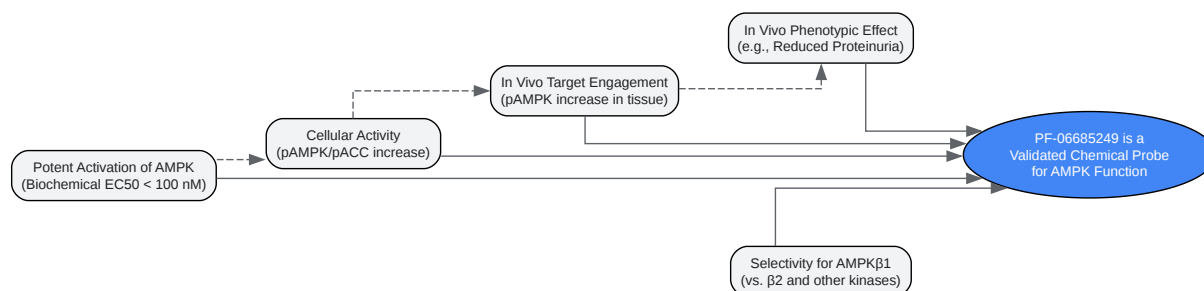 In Vivo Phenotypic Effect
(e.g., Reduced Proteinuria)
In Vivo Target Engagement
(pAMPK increase in tissue)
Cellular Activity
(pAMPK/pACC increase)
Potent Activation of AMPK
(Biochemical EC50 < 100 nM)
PF-06685249 is a
Validated Chemical Probe
for AMPK Function
Selectivity for AMPKβ1
(vs. β2 and other kinases)